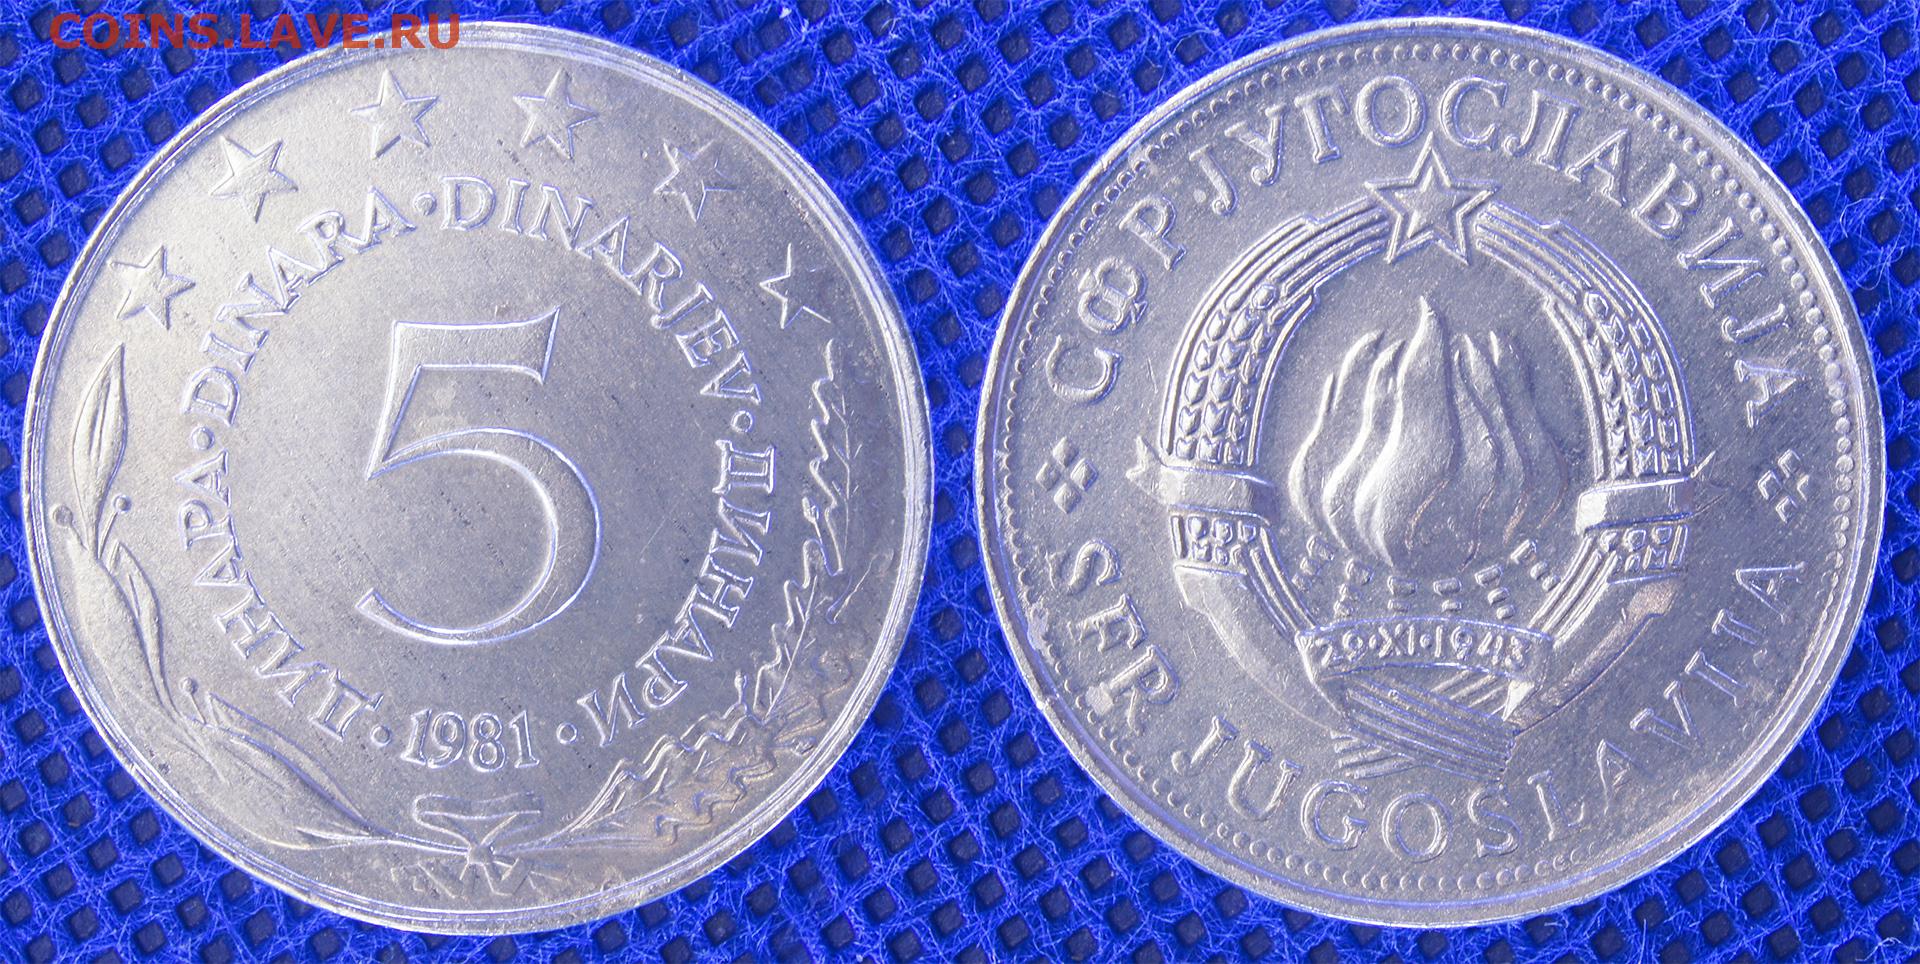 COINS.LAVE.RU
ДИНАРА·DINARA·DINARJEV·ДИНАРИ
5
·1981·
СФР ЈУГОСЛАВИЈА
29·XI·1943
SFR JUGOSLAVIJA